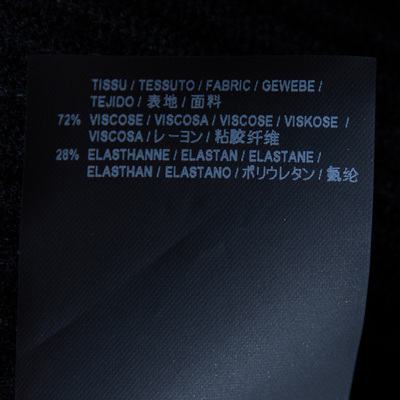 TISSU / TESSUTO / FABRIC / GEWEBE /
TEJIDO / 表地 / 面料
72% VISCOSE / VISCOSA / VISCOSE / VISKOSE /
VISCOSA / レーヨン / 粘胶纤维
28% ELASTHANNE / ELASTAN / ELASTANE /
ELASTHAN / ELASTANO / ポリウレタン / 氨纶